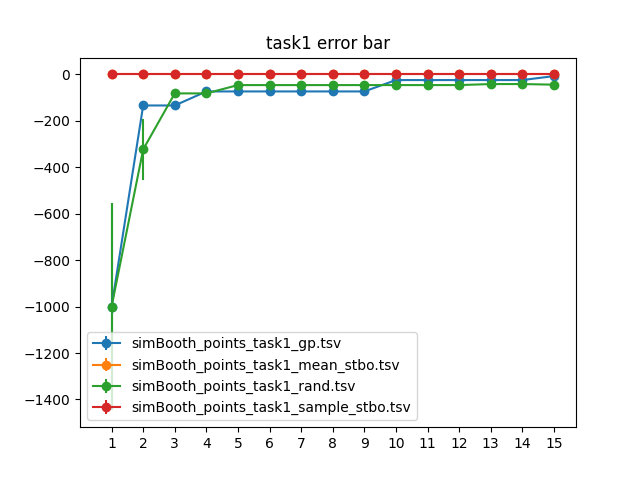 task1 error bar
0
−200
−400
−600
−800
−1000
−1200
−1400
simBooth_points_task1_gp.tsv
simBooth_points_task1_mean_stbo.tsv
simBooth_points_task1_rand.tsv
simBooth_points_task1_sample_stbo.tsv
1 2 3 4 5 6 7 8 9 10 11 12 13 14 15